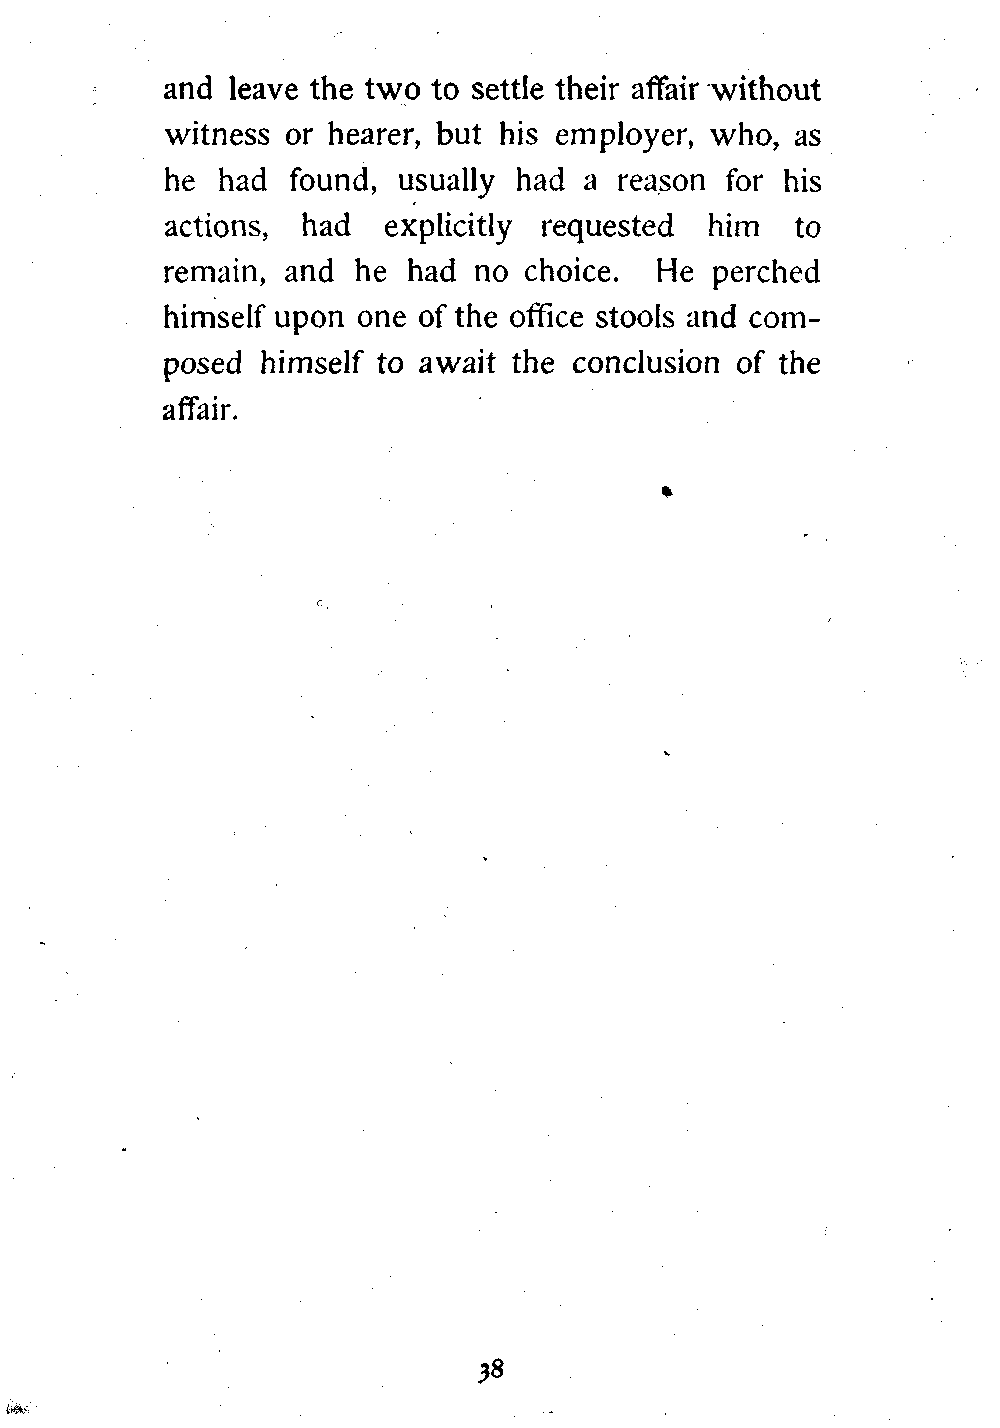 and leave the two to settle their affair without
witness or hearer, but his employer, who, as
he had found, usually had a reason for his
actions, had explicitly requested him to
remain, and he had no choice. He perched
himself upon one of the office stools and com-
posed himself to await the conclusion of the
affair.
38